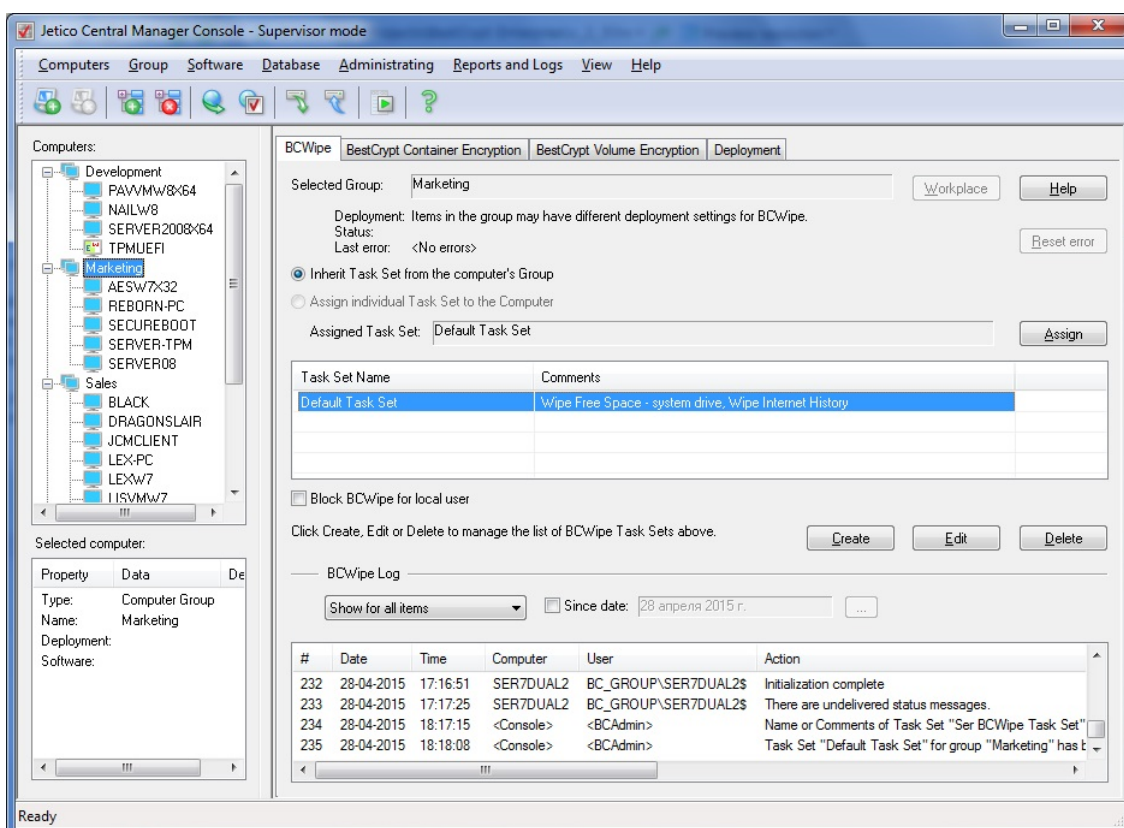 Jetico Central Manager Console - Supervisor mode
Computers Group Software Database Administrating Reports and Logs View Help
Computers:
Development
PAVVMW8X64
NAILW8
SERVER2008X64
TPMUEFI
Marketing
AESW7X32
REBORN-PC
SECUREBOOT
SERVER-TPM
SERVER08
Sales
BLACK
DRAGONSLAIR
JCMCLIENT
LEX-PC
LEXW7
LISVMW7
Selected computer:
Property Data De
Type: Computer Group
Name: Marketing
Deployment:
Software:
BCWipe BestCrypt Container Encryption BestCrypt Volume Encryption Deployment
Selected Group: Marketing Workplace Help
Deployment: Items in the group may have different deployment settings for BCWipe.
Status:
Last error: <No errors> Reset error
Inherit Task Set from the computer's Group
Assign individual Task Set to the Computer
Assigned Task Set: Default Task Set Assign
Task Set Name Comments
Default Task Set Wipe Free Space - system drive, Wipe Internet History
Block BCWipe for local user
Click Create, Edit or Delete to manage the list of BCWipe Task Sets above. Create Edit Delete
BCWipe Log
Show for all items Since date: 28 апреля 2015 г. ...
# Date Time Computer User Action
232 28-04-2015 17:16:51 SER7DUAL2 BC_GROUP\SER7DUAL2$ Initialization complete
233 28-04-2015 17:17:25 SER7DUAL2 BC_GROUP\SER7DUAL2$ There are undelivered status messages.
234 28-04-2015 18:17:15 <Console> <BCAdmin> Name or Comments of Task Set "Ser BCWipe Task Set"
235 28-04-2015 18:18:08 <Console> <BCAdmin> Task Set "Default Task Set" for group "Marketing" has b
Ready